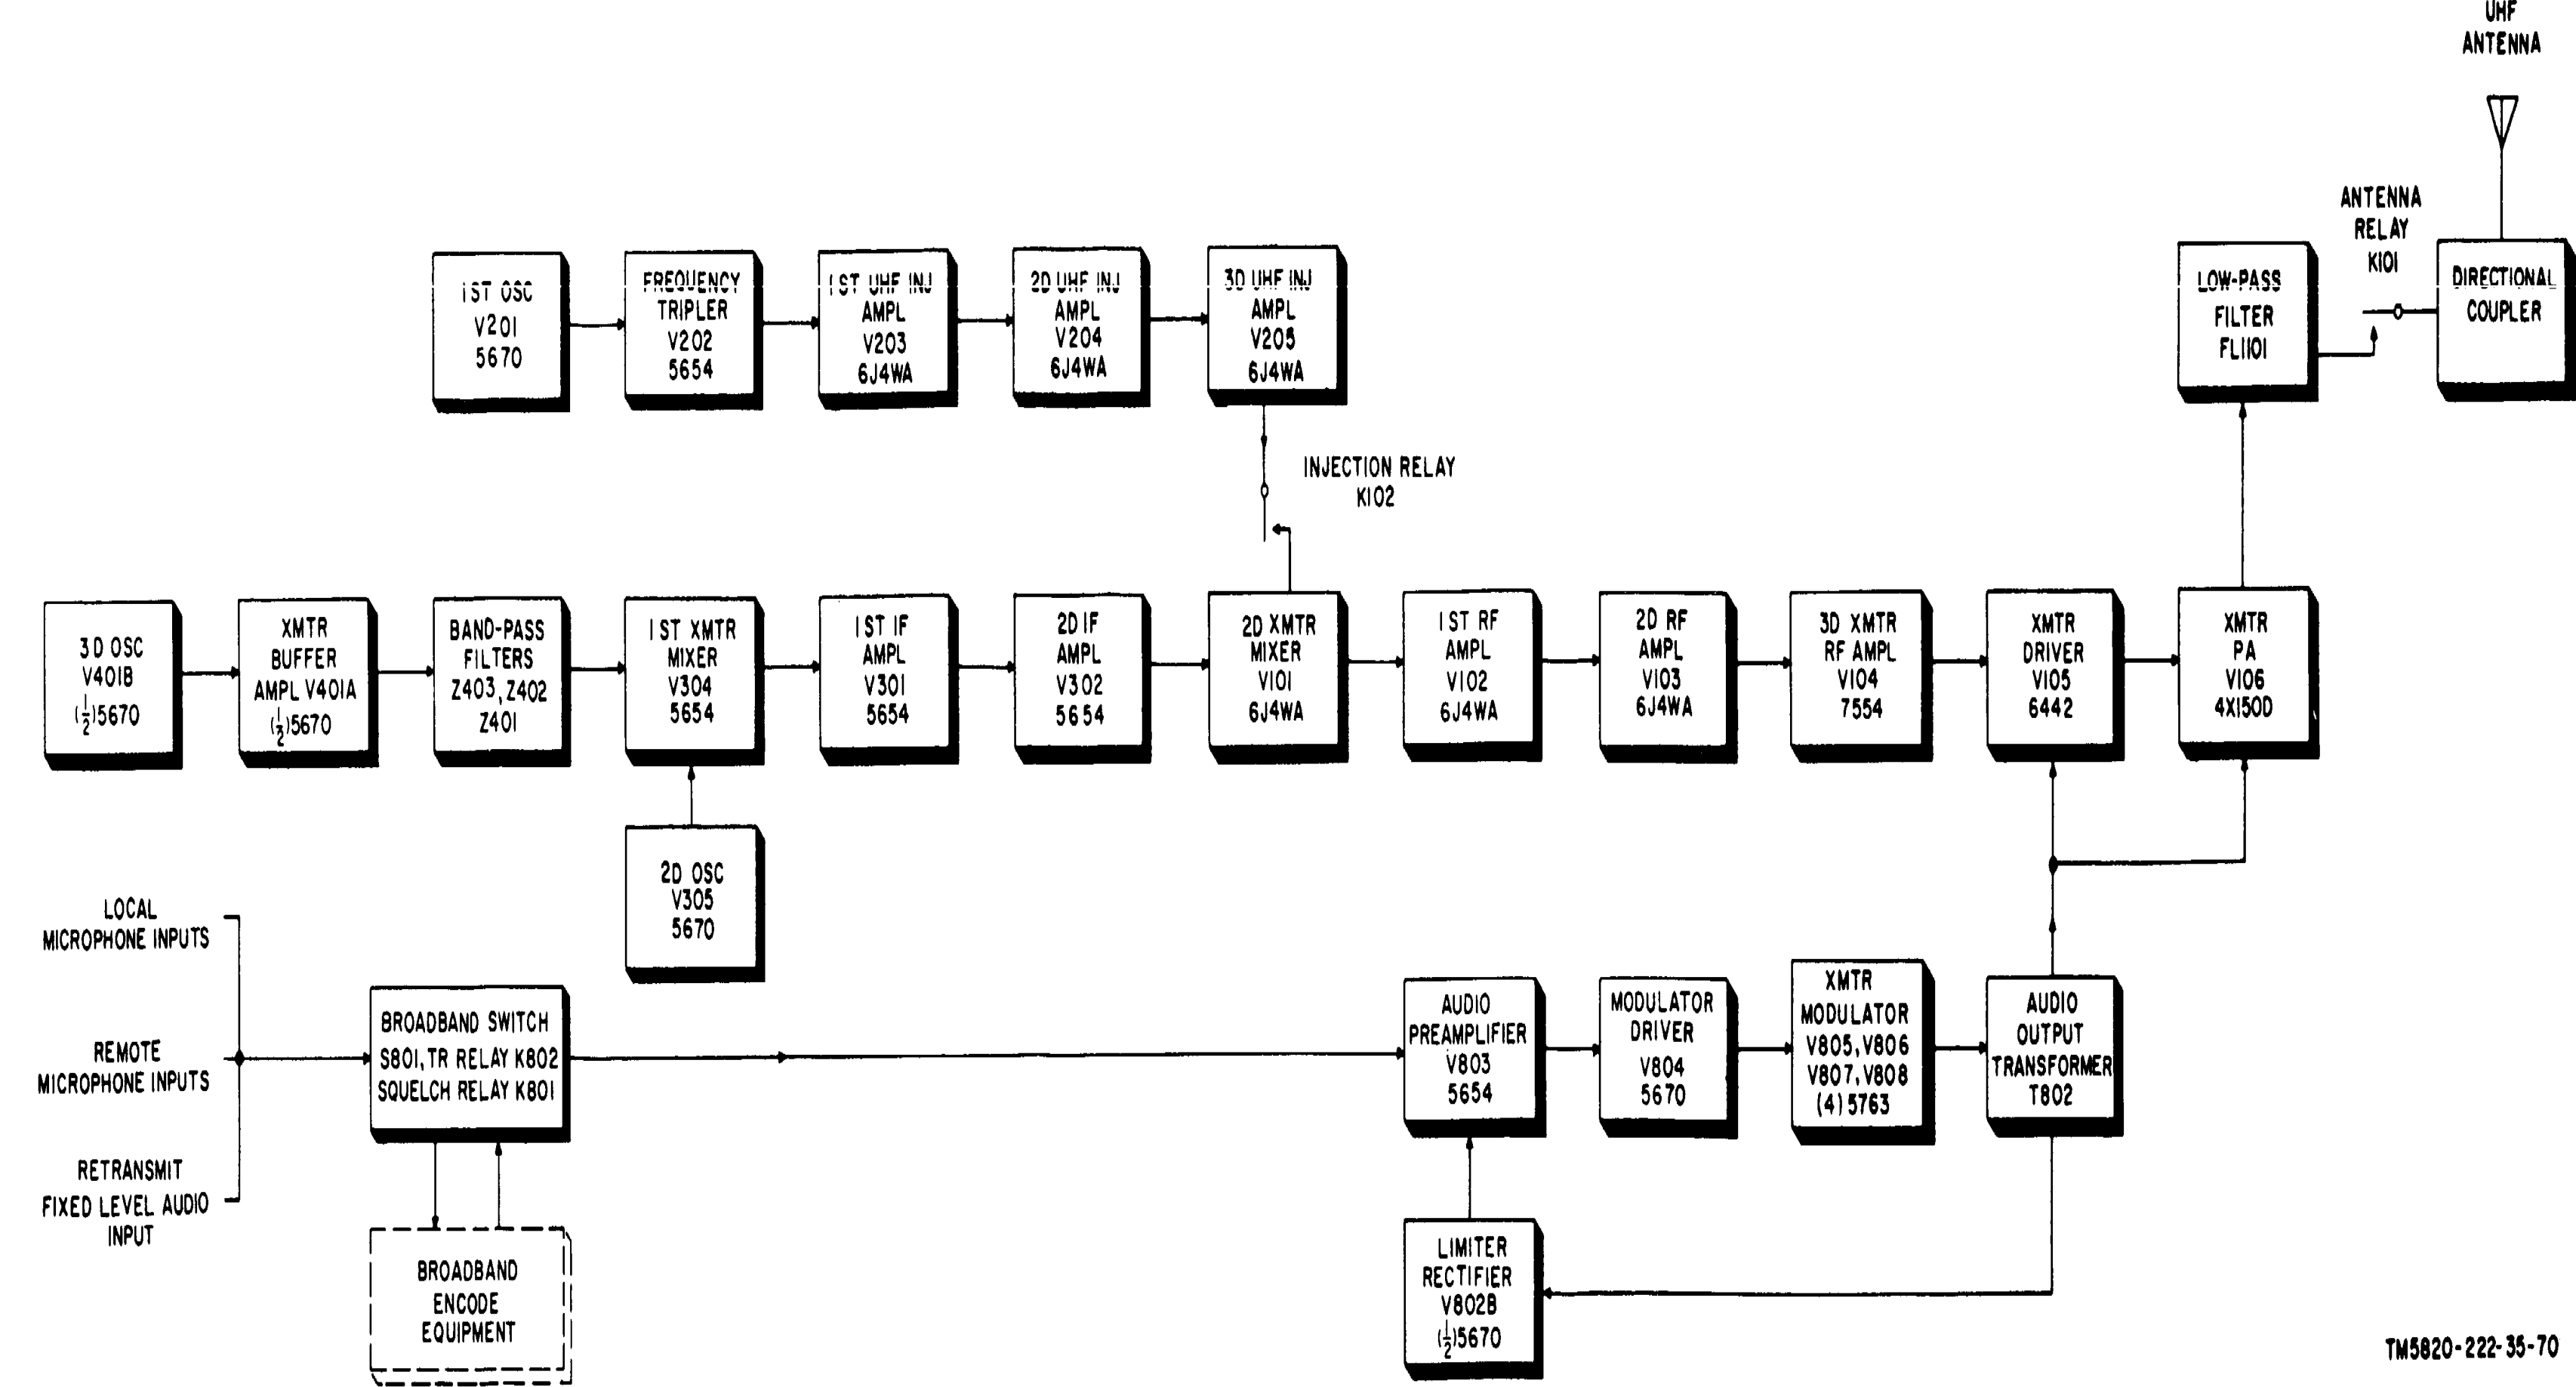 UHF
ANTENNA
ANTENNA
RELAY
K101
1ST OSC
V201
5670
FREQUENCY
TRIPLER
V202
5654
1ST UHF INJ
AMPL
V203
6J4WA
2D UHF INJ
AMPL
V204
6J4WA
3D UHF INJ
AMPL
V205
6J4WA
LOW-PASS
FILTER
FL1101
DIRECTIONAL
COUPLER
INJECTION RELAY
K102
3D OSC
V401B
(1/2)5670
XMTR
BUFFER
AMPL V401A
(1/2)5670
BAND-PASS
FILTERS
Z403, Z402
Z401
1ST XMTR
MIXER
V304
5654
1ST IF
AMPL
V301
5654
2D IF
AMPL
V302
5654
2D XMTR
MIXER
V101
6J4WA
1ST RF
AMPL
V102
6J4WA
2D RF
AMPL
V103
6J4WA
3D XMTR
RF AMPL
V104
7554
XMTR
DRIVER
V105
6442
XMTR
PA
V106
4X150D
2D OSC
V305
5670
LOCAL
MICROPHONE INPUTS
REMOTE
MICROPHONE INPUTS
RETRANSMIT
FIXED LEVEL AUDIO
INPUT
BROADBAND SWITCH
S801, TR RELAY K802
SQUELCH RELAY K801
BROADBAND
ENCODE
EQUIPMENT
AUDIO
PREAMPLIFIER
V803
5654
MODULATOR
DRIVER
V804
5670
XMTR
MODULATOR
V805, V806
V807, V808
(4) 5763
AUDIO
OUTPUT
TRANSFORMER
T802
LIMITER
RECTIFIER
V802B
(1/2)5670
TM5820-222-35-70